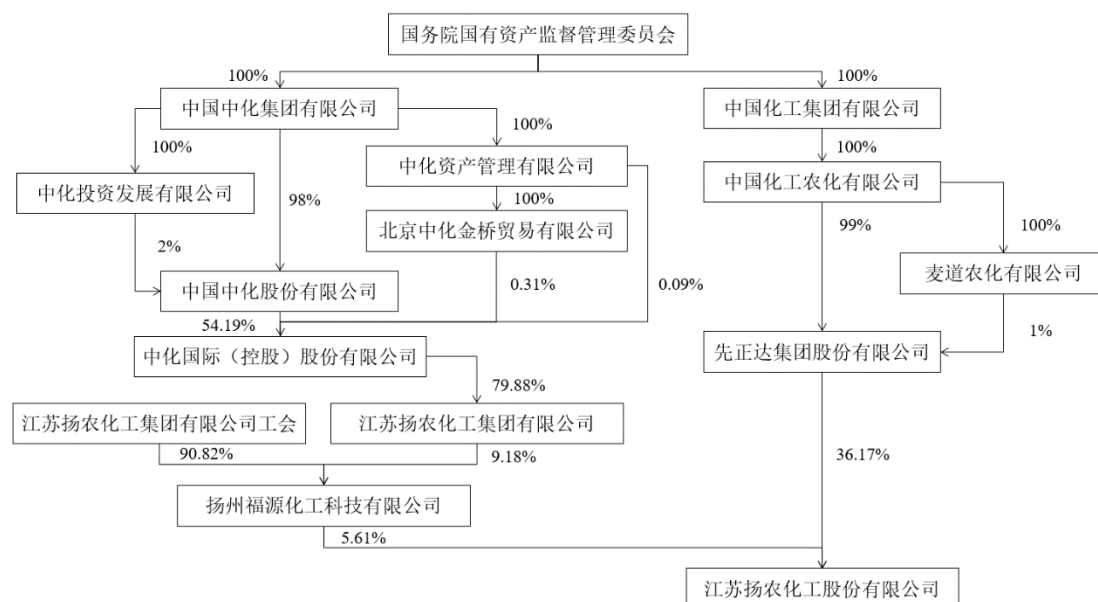 国务院国有资产监督管理委员会
100%
100%
中国中化集团有限公司
中国化工集团有限公司
100%
100%
100%
中化投资发展有限公司
98%
中化资产管理有限公司
中国化工农化有限公司
100%
99%
100%
2%
北京中化金桥贸易有限公司
麦道农化有限公司
中国中化股份有限公司
0.31%
0.09%
54.19%
1%
中化国际（控股）股份有限公司
先正达集团股份有限公司
79.88%
江苏扬农化工集团有限公司工会
江苏扬农化工集团有限公司
90.82%
9.18%
36.17%
扬州福源化工科技有限公司
5.61%
江苏扬农化工股份有限公司